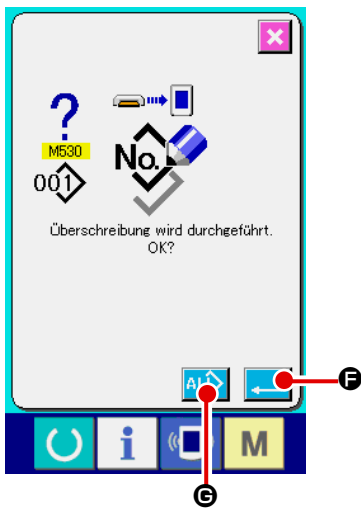 ?
M530
001
No.
Überschreibung wird durchgeführt.
OK?
F
i
M
G